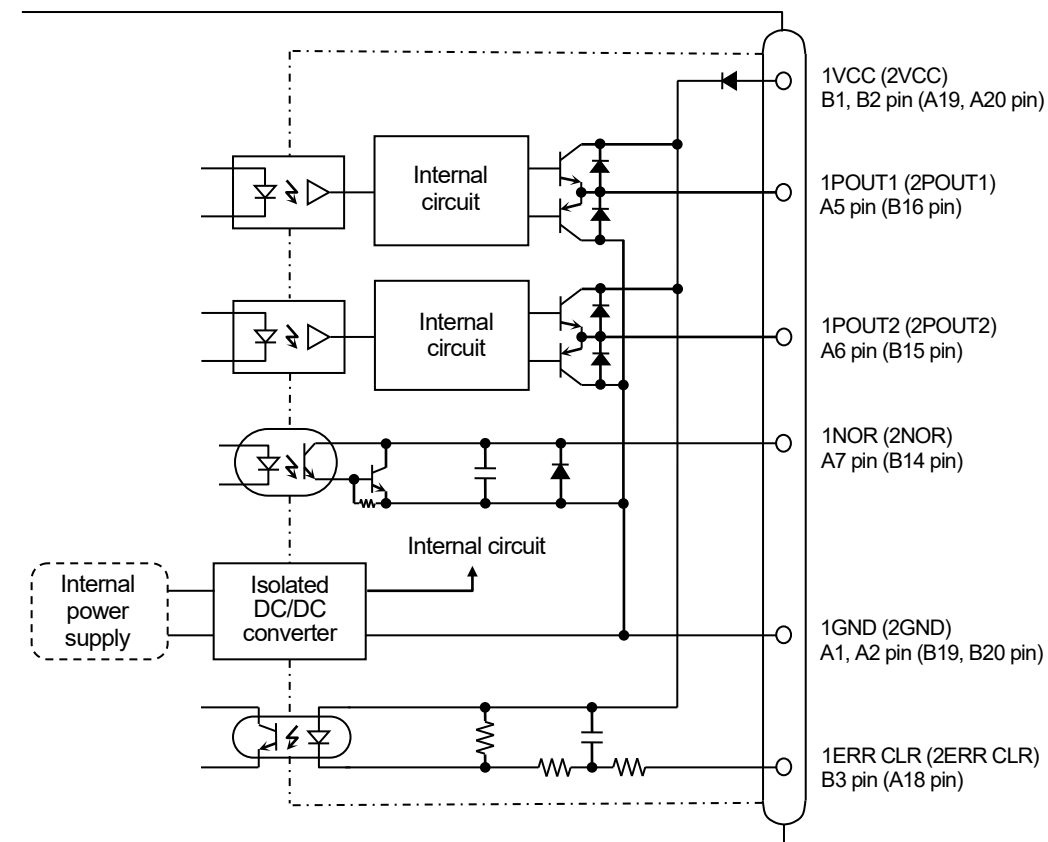 1VCC (2VCC)
B1, B2 pin (A19, A20 pin)
Internal
circuit
1POUT1 (2POUT1)
A5 pin (B16 pin)
Internal
circuit
1POUT2 (2POUT2)
A6 pin (B15 pin)
1NOR (2NOR)
A7 pin (B14 pin)
Internal circuit
Internal
power
supply
Isolated
DC/DC
converter
1GND (2GND)
A1, A2 pin (B19, B20 pin)
1ERR CLR (2ERR CLR)
B3 pin (A18 pin)